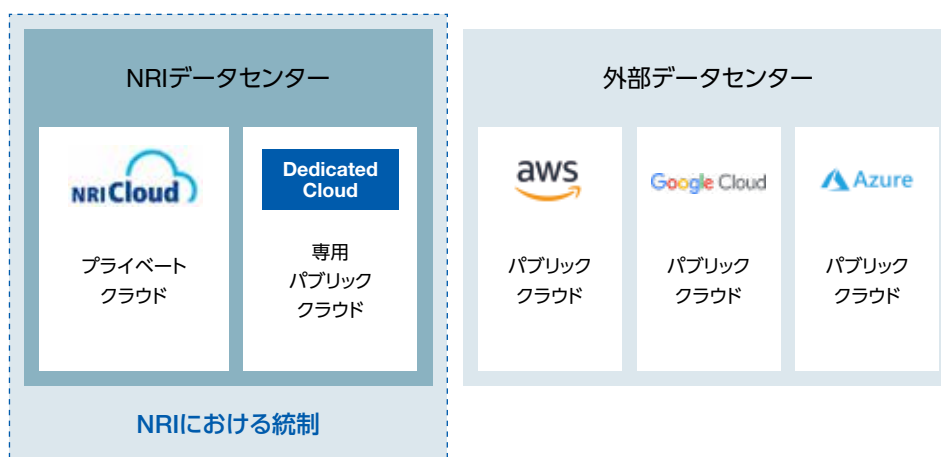 NRIデータセンター
NRI Cloud
プライベート
クラウド
Dedicated
Cloud
専用
パブリック
クラウド
NRIにおける統制
外部データセンター
aws
パブリック
クラウド
Google Cloud
パブリック
クラウド
Azure
パブリック
クラウド